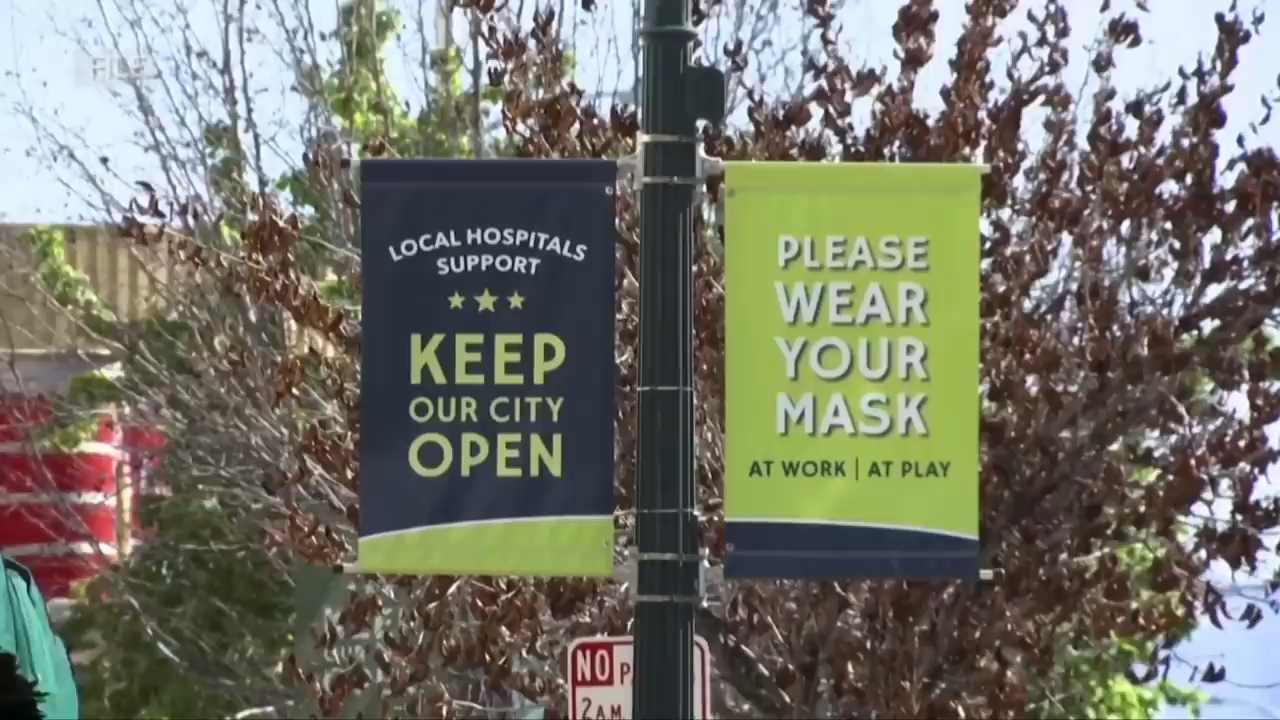 FILE
LOCAL HOSPITALS
SUPPORT
KEEP
OUR CITY
OPEN
PLEASE
WEAR
YOUR
MASK
AT WORK | AT PLAY
NO
2AM